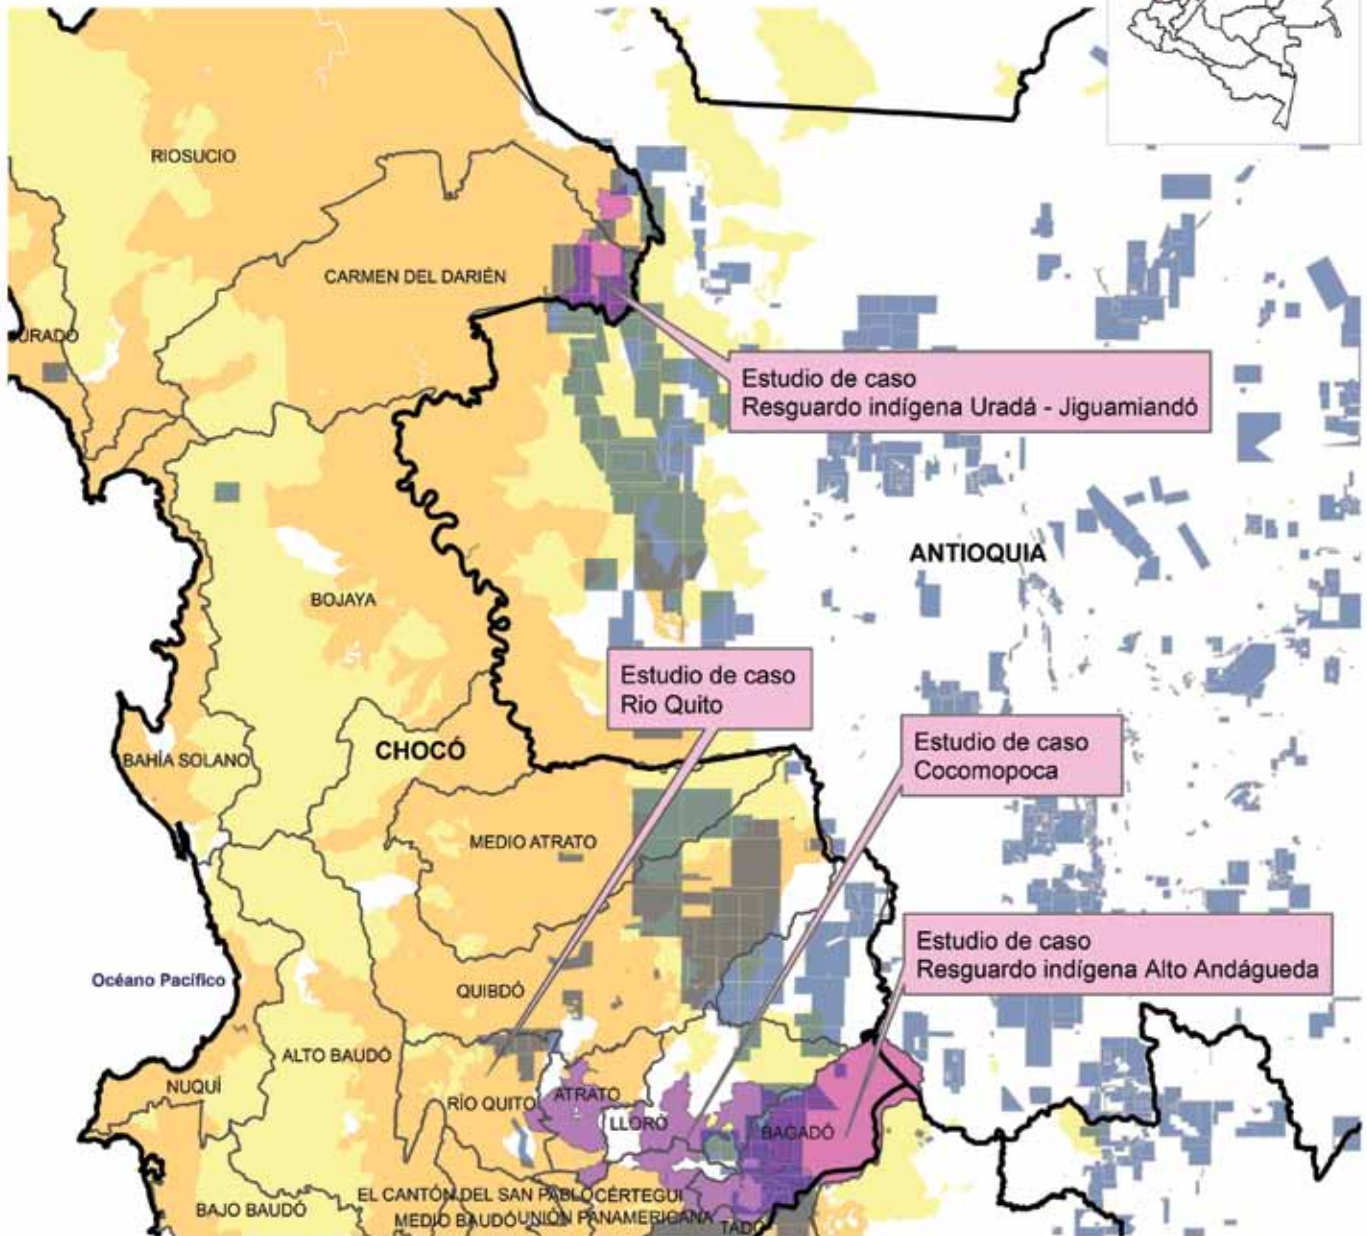 RIOSUCIO
CARMEN DEL DARIÉN
JURADO
Estudio de caso
Resguardo indígena Uradá - Jiguamiandó
ANTIOQUIA
BOJAYA
Estudio de caso
Rio Quito
Estudio de caso
Cocomopoca
CHOCÓ
BAHÍA SOLANO
MEDIO ATRATO
Estudio de caso
Resguardo indígena Alto Andágueda
Océano Pacífico
QUIBDÓ
ALTO BAUDÓ
NUQUÍ
RÍO QUITO
ATRATO
LLORÓ
BAGADÓ
EL CANTÓN DEL SAN PABLO
CÉRTEGUI
BAJO BAUDÓ
MEDIO BAUDÓ
UNIÓN PANAMERICANA
TADÓ